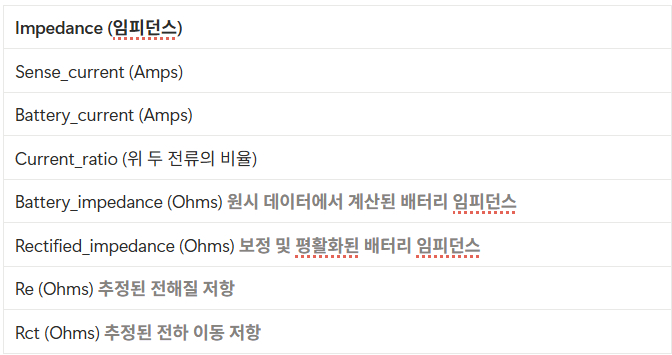 Impedance (임피던스)
Sense_current (Amps)
Battery_current (Amps)
Current_ratio (위 두 전류의 비율)
Battery_impedance (Ohms) 원시 데이터에서 계산된 배터리 임피던스
Rectified_impedance (Ohms) 보정 및 평활화된 배터리 임피던스
Re (Ohms) 추정된 전해질 저항
Rct (Ohms) 추정된 전하 이동 저항